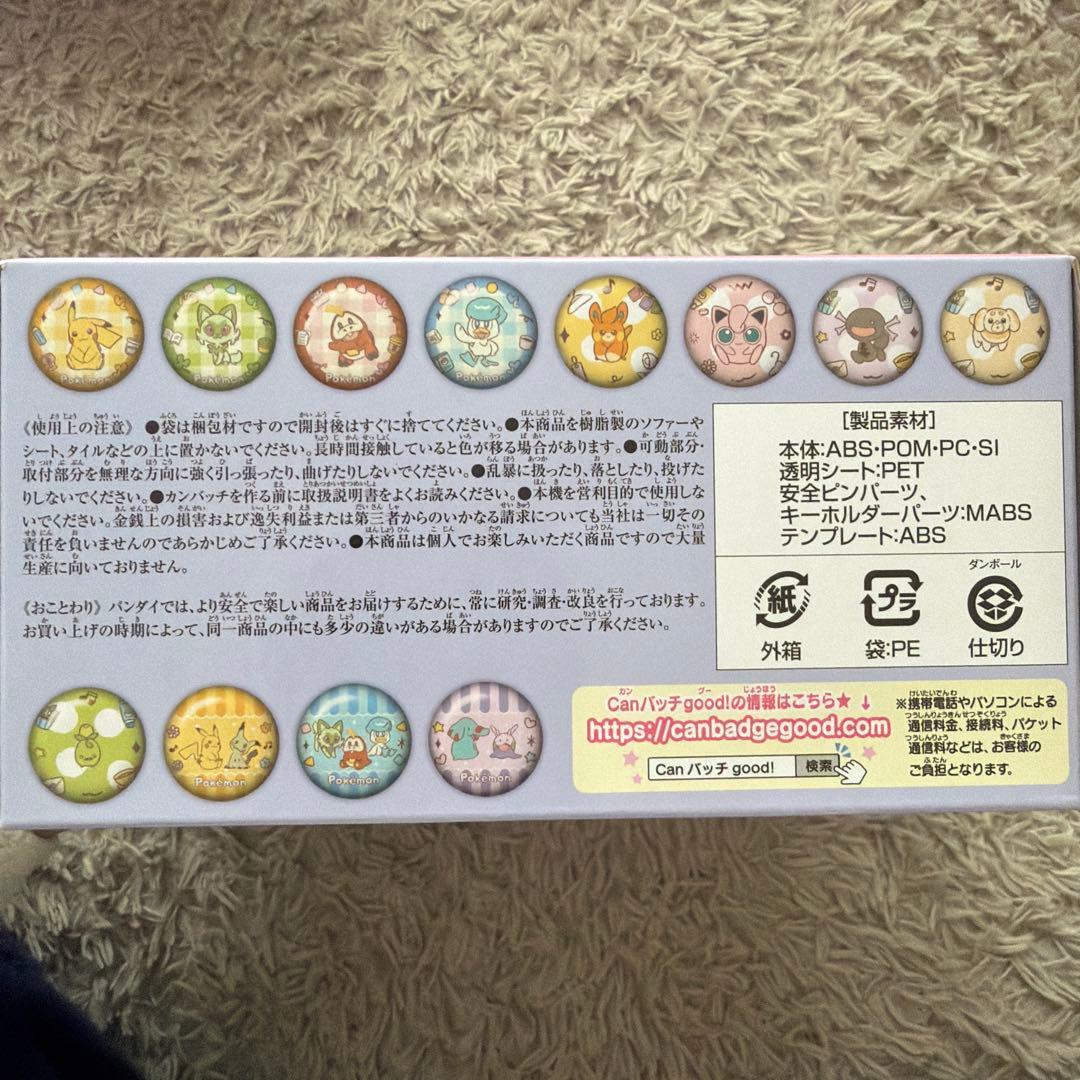 Pokémon
Pokémon
Pokémon
Pokémon
《使用上の注意》 ●袋は梱包材ですので開封後はすぐに捨ててください。●本商品を樹脂製のソファーや
シート、タイルなどの上に置かないでください。長時間接触していると色が移る場合があります。●可動部分・
取付部分を無理な方向に強く引っ張ったり、曲げたりしないでください。●乱暴に扱ったり、落としたり、投げた
りしないでください。●カンバッチを作る前に取扱説明書をよくお読みください。●本機を営利目的で使用しな
いでください。金銭上の損害および逸失利益または第三者からのいかなる請求についても当社は一切その
責任を負いませんのであらかじめご了承ください。●本商品は個人でお楽しみいただく商品ですので大量
生産に向いておりません。
《おことわり》 バンダイでは、より安全で楽しい商品をお届けするために、常に研究・調査・改良を行っております。
お買い上げの時期によって、同一商品の中にも多少の違いがある場合がありますのでご了承ください。
[製品素材]
本体:ABS・POM・PC・SI
透明シート:PET
安全ピンパーツ、
キーホルダーパーツ:MABS
テンプレート:ABS
紙
外箱
プラ
袋:PE
ダンボール
仕切り
Pokémon
Pokémon
Pokémon
Canバッチgood!の情報はこちら★ ↓
https://canbadgegood.com
Can バッチ good! 検索
※携帯電話やパソコンによる
通信料金、接続料、パケット
通信料などは、お客様の
ご負担となります。